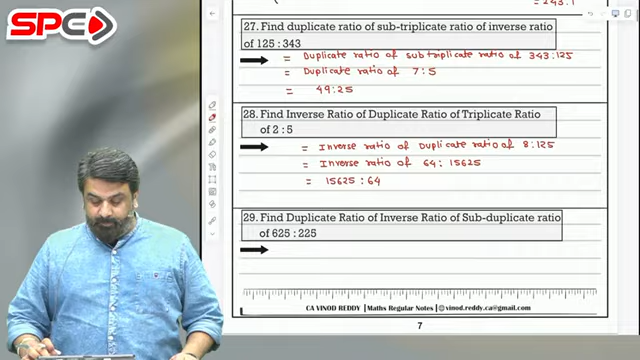 SPC
= 243:1
27. Find duplicate ratio of sub-triplicate ratio of inverse ratio
of 125 : 343
= Duplicate ratio of sub triplicate ratio of 343:125
= Duplicate ratio of 7:5
= 49:25
28. Find Inverse Ratio of Duplicate Ratio of Triplicate Ratio
of 2 : 5
= Inverse ratio of Duplicate ratio of 8:125
= Inverse ratio of 64: 15625
= 15625 : 64
29. Find Duplicate Ratio of Inverse Ratio of Sub-duplicate ratio
of 625 : 225
CA VINOD REDDY | Maths Regular Notes | vinod.reddy.ca@gmail.com
7